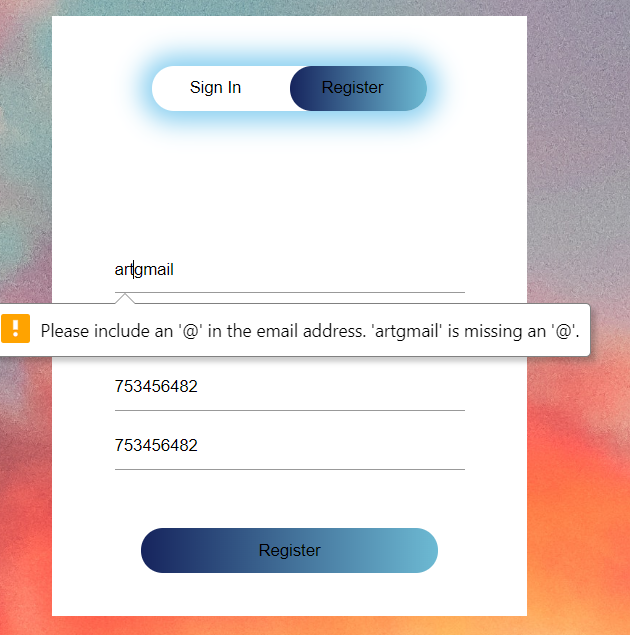 Sign In
Register
artgmail
Please include an '@' in the email address. 'artgmail' is missing an '@'.
753456482
753456482
Register